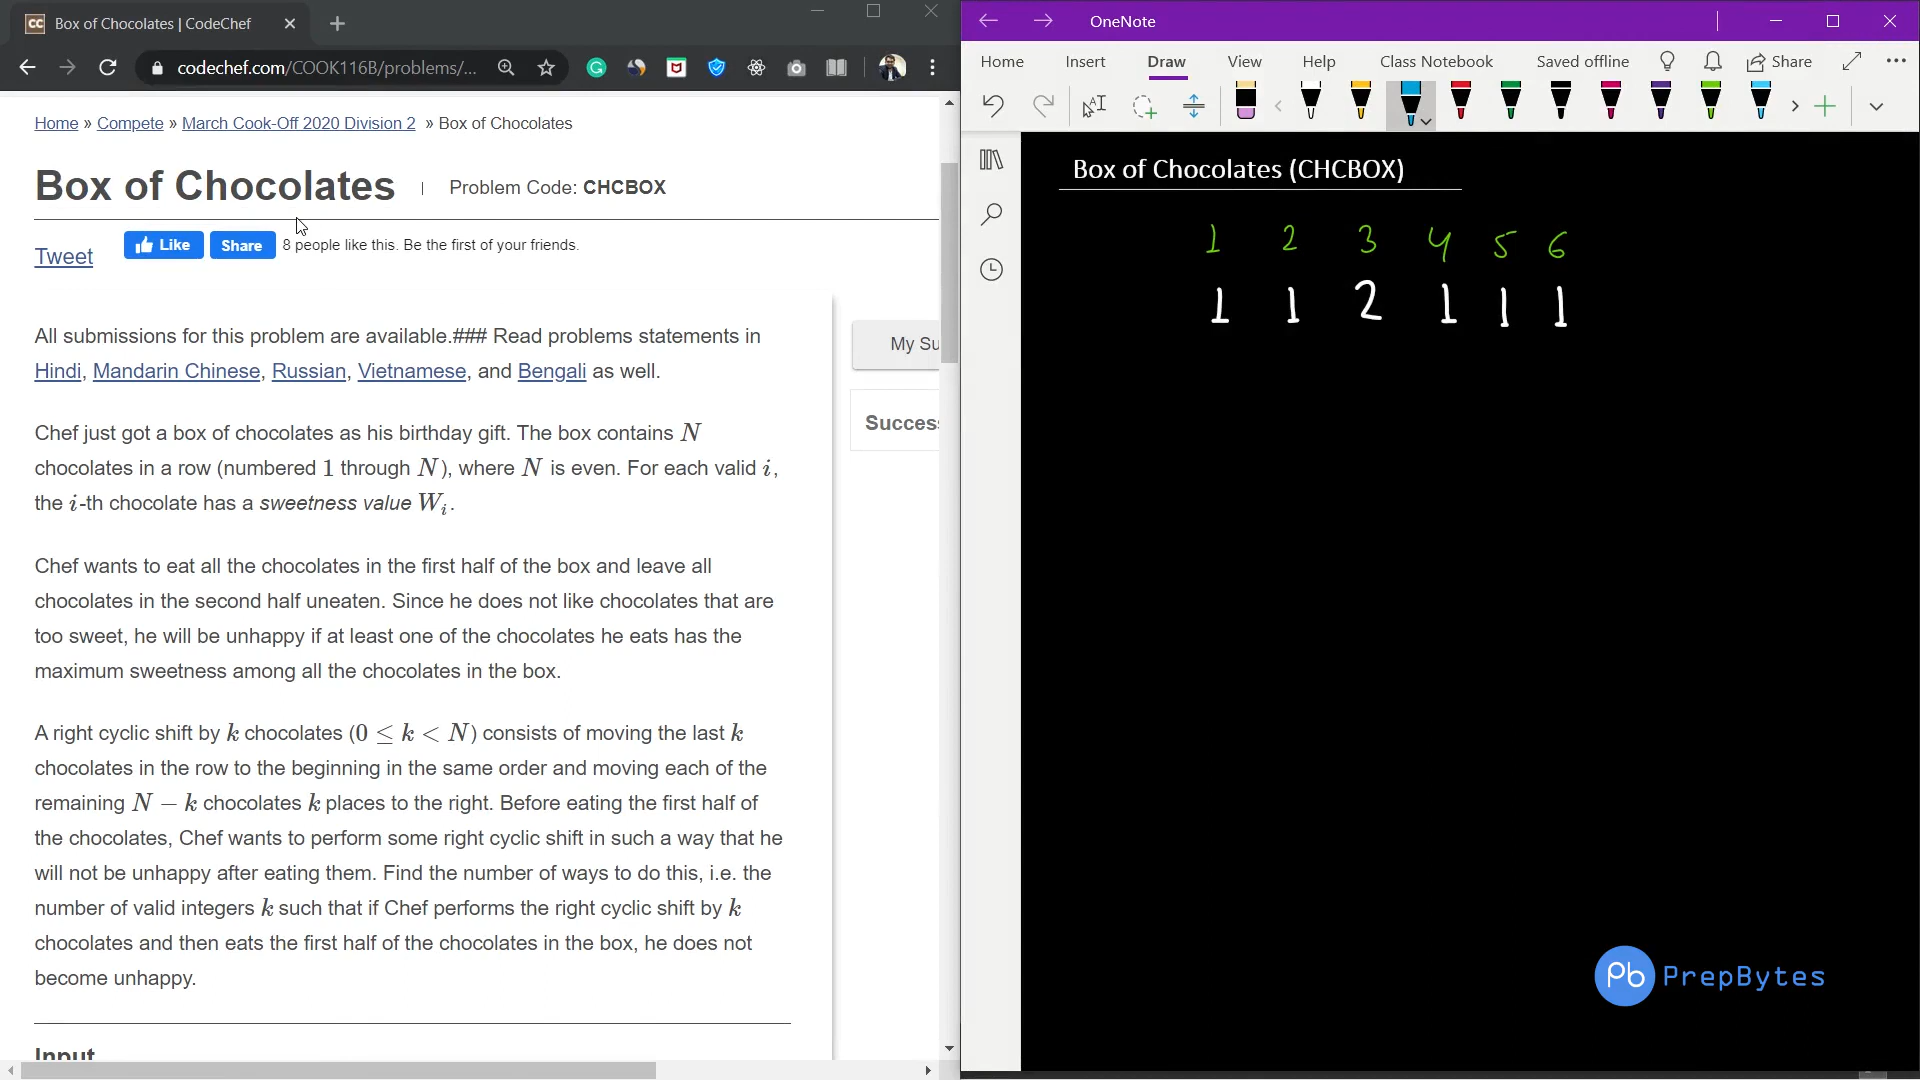 Box of Chocolates | CodeChef
codechef.com/COOK116B/problems/...
Home » Compete » March Cook-Off 2020 Division 2 » Box of Chocolates
Box of Chocolates | Problem Code: CHCBOX
Tweet Like Share 8 people like this. Be the first of your friends.
All submissions for this problem are available.### Read problems statements in
Hindi, Mandarin Chinese, Russian, Vietnamese, and Bengali as well.
My Su
Succes
Chef just got a box of chocolates as his birthday gift. The box contains N
chocolates in a row (numbered 1 through N), where N is even. For each valid i,
the i-th chocolate has a sweetness value W_i.
Chef wants to eat all the chocolates in the first half of the box and leave all
chocolates in the second half uneaten. Since he does not like chocolates that are
too sweet, he will be unhappy if at least one of the chocolates he eats has the
maximum sweetness among all the chocolates in the box.
A right cyclic shift by k chocolates (0 ≤ k < N) consists of moving the last k
chocolates in the row to the beginning in the same order and moving each of the
remaining N − k chocolates k places to the right. Before eating the first half of
the chocolates, Chef wants to perform some right cyclic shift in such a way that he
will not be unhappy after eating them. Find the number of ways to do this, i.e. the
number of valid integers k such that if Chef performs the right cyclic shift by k
chocolates and then eats the first half of the chocolates in the box, he does not
become unhappy.
Input
OneNote
Home Insert Draw View Help Class Notebook Saved offline Share
Box of Chocolates (CHCBOX)
1 2 3 4 5 6
1 1 2 1 1 1
Pb PrepBytes